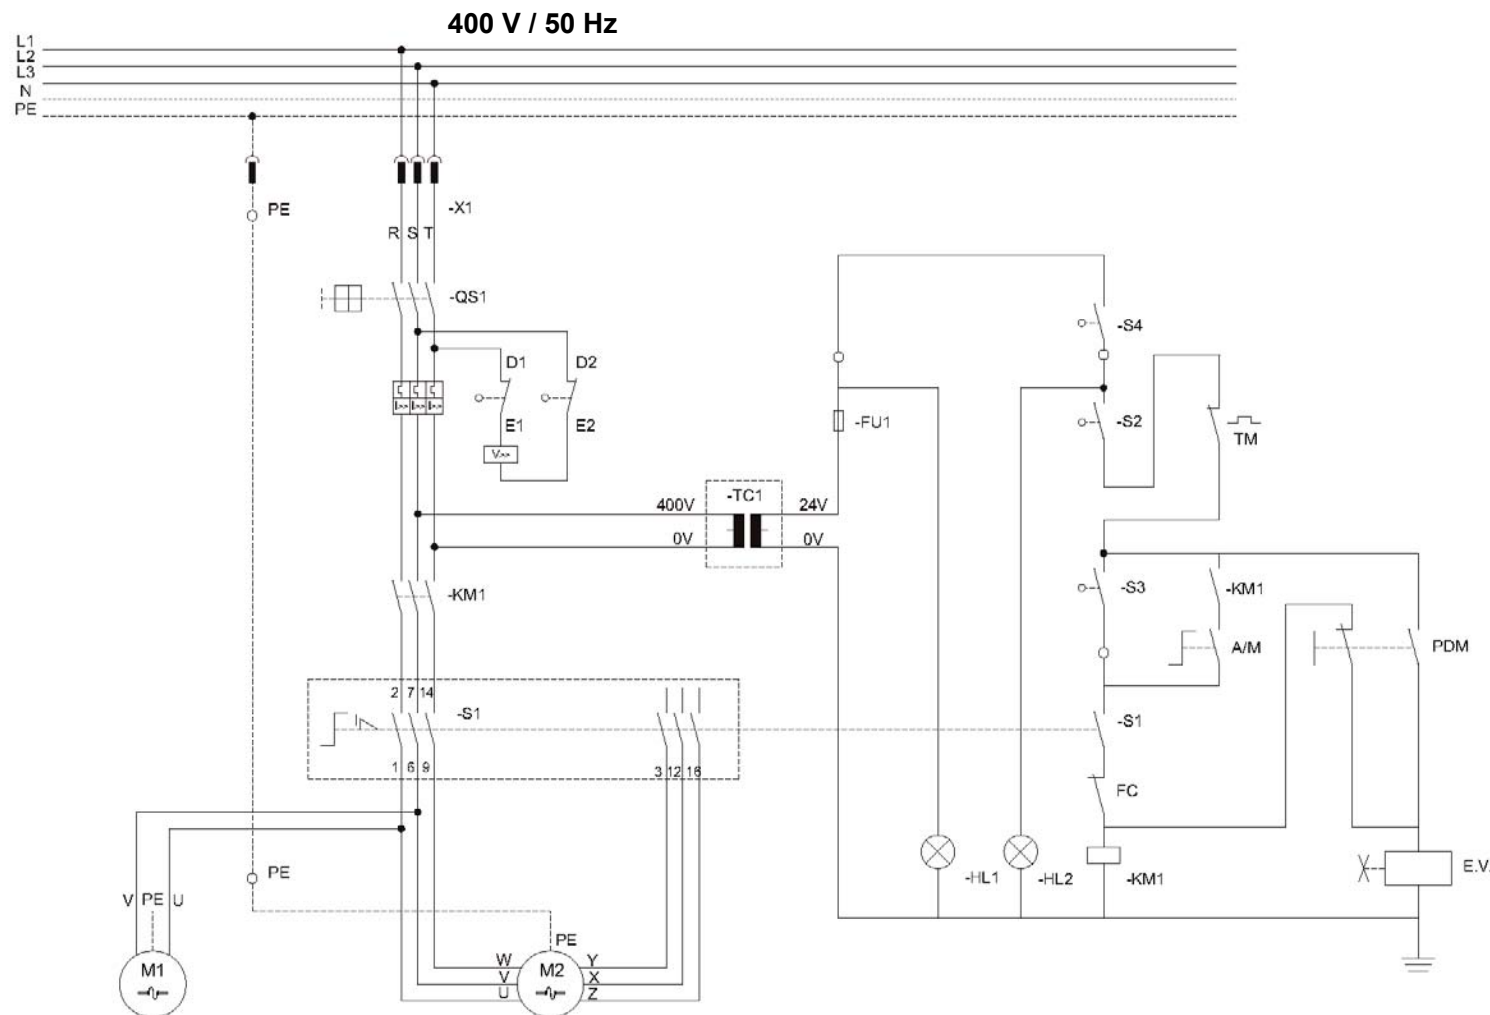 400 V / 50 Hz
L1
L2
L3
N
PE
PE
-X1
R S T
-QS1
-S4
D1 D2
-FU1
-S2
TM
E1 E2
V>>
I>> I>> I>>
-TC1
400V 24V
0V 0V
-KM1
-S3
-KM1
A/M
PDM
2 7 14
-S1
-S1
1 6 9
3 12 16
FC
PE
-HL1
-HL2
-KM1
E.V.
V PE U
PE
M1
W
V
U
M2
Y
X
Z